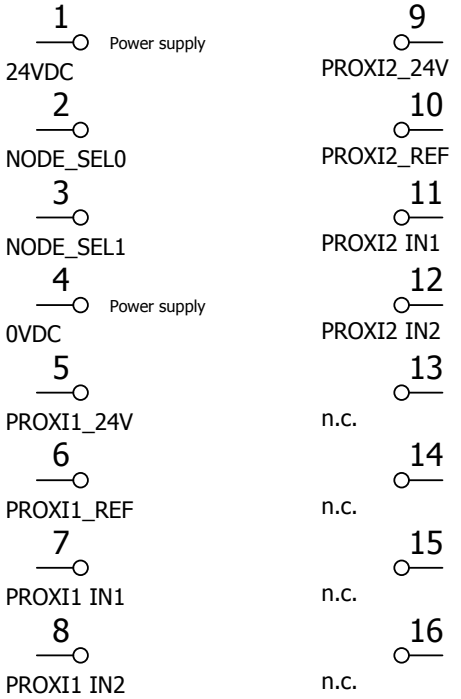 1
Power supply
24VDC
2
NODE_SEL0
3
NODE_SEL1
4
Power supply
0VDC
5
PROXI1_24V
6
PROXI1_REF
7
PROXI1 IN1
8
PROXI1 IN2
9
PROXI2_24V
10
PROXI2_REF
11
PROXI2 IN1
12
PROXI2 IN2
13
n.c.
14
n.c.
15
n.c.
16
n.c.